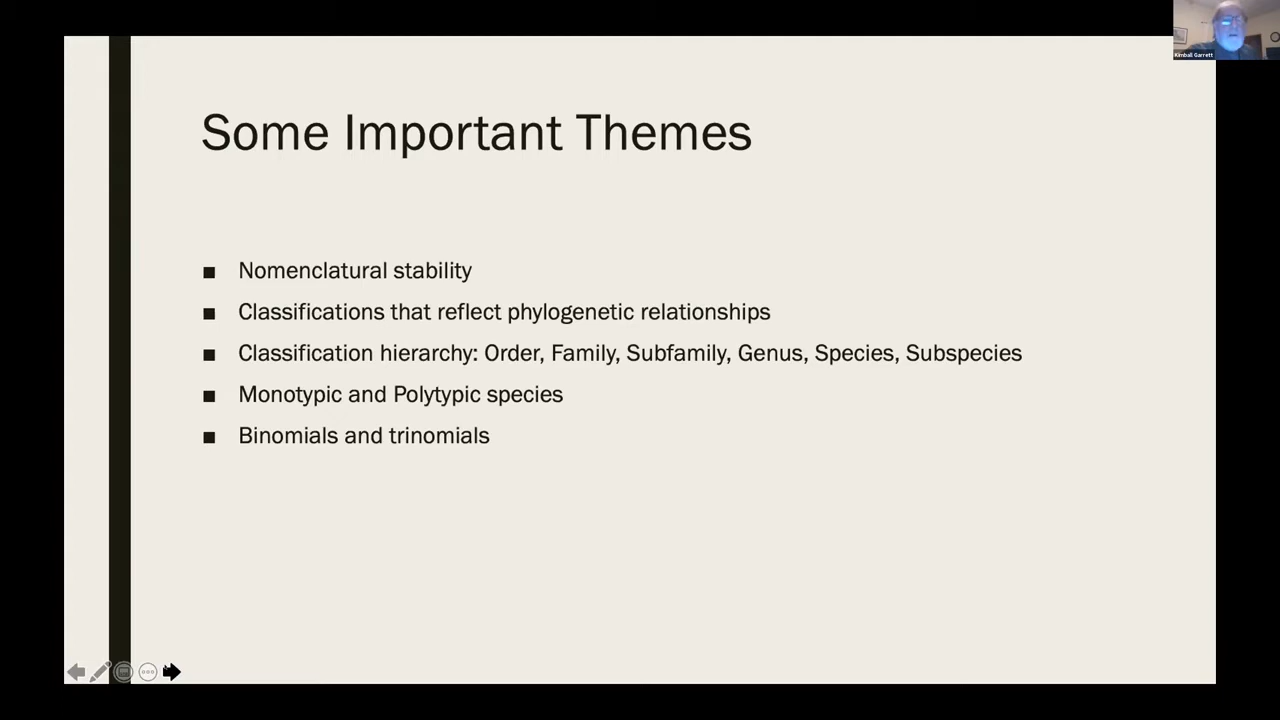 Kimball Garrett
Some Important Themes
■ Nomenclatural stability
■ Classifications that reflect phylogenetic relationships
■ Classification hierarchy: Order, Family, Subfamily, Genus, Species, Subspecies
■ Monotypic and Polytypic species
■ Binomials and trinomials